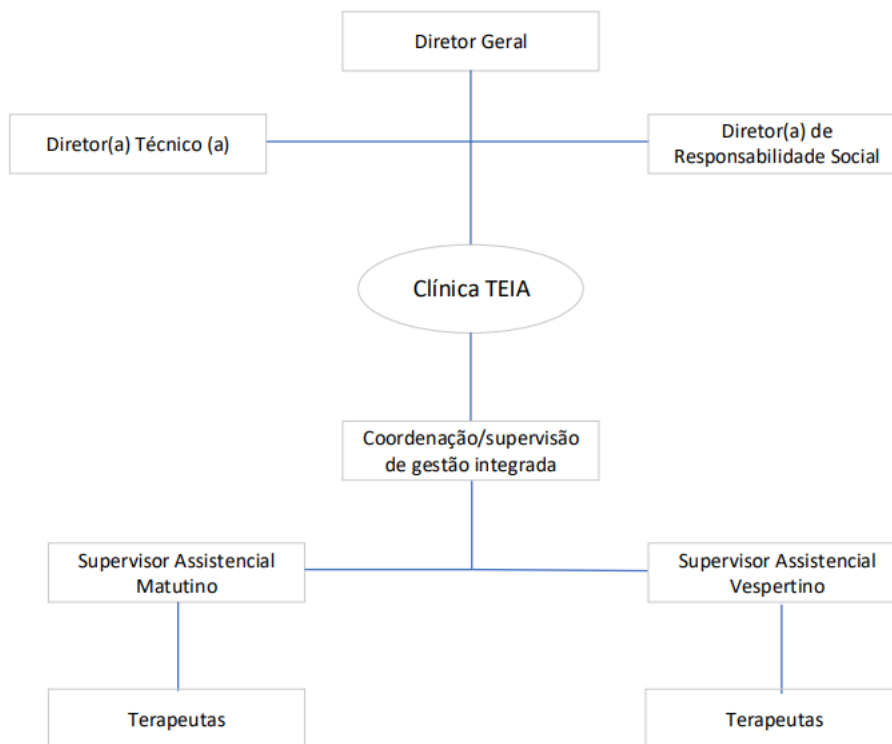 Diretor Geral
Diretor(a) Técnico (a)
Diretor(a) de
Responsabilidade Social
Clínica TEIA
Coordenação/supervisão
de gestão integrada
Supervisor Assistencial
Matutino
Supervisor Assistencial
Vespertino
Terapeutas
Terapeutas